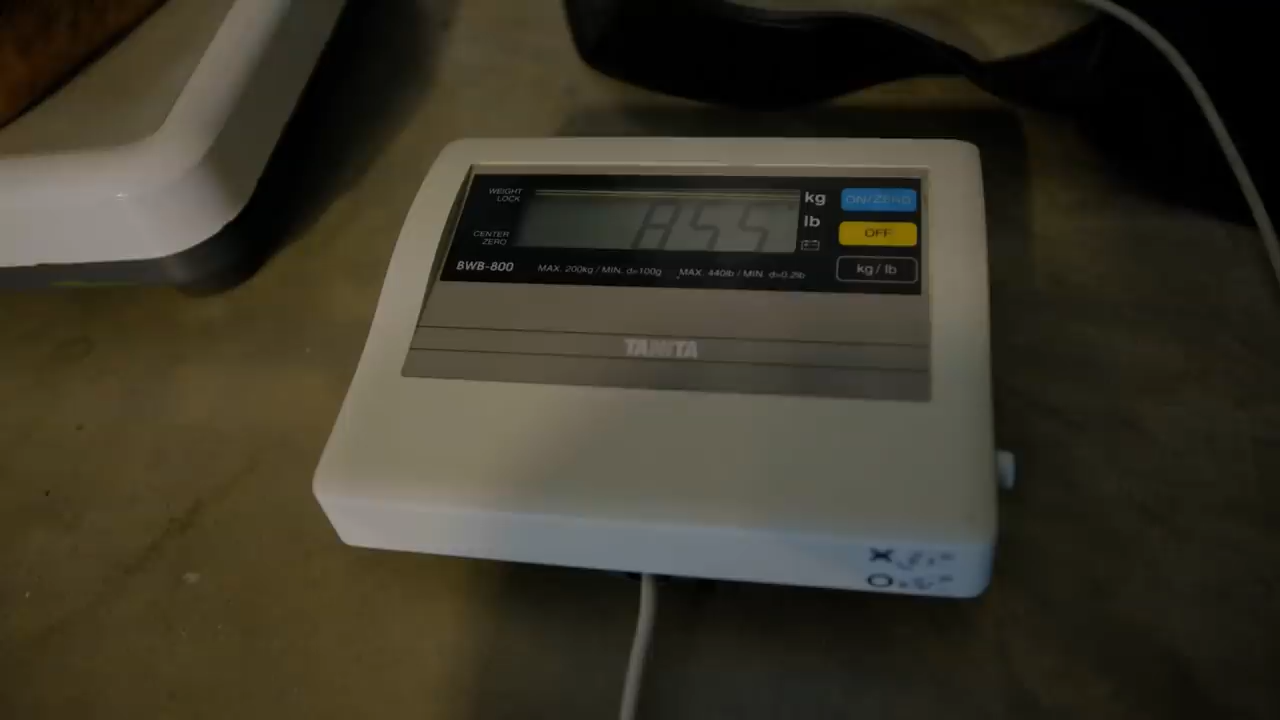 WEIGHT
LOCK
CENTER
ZERO
855
kg
lb
ON/ZERO
OFF
kg/lb
BWB-800
MAX. 200kg / MIN. d=100g
MAX. 440lb / MIN. d=0.2lb
TANITA